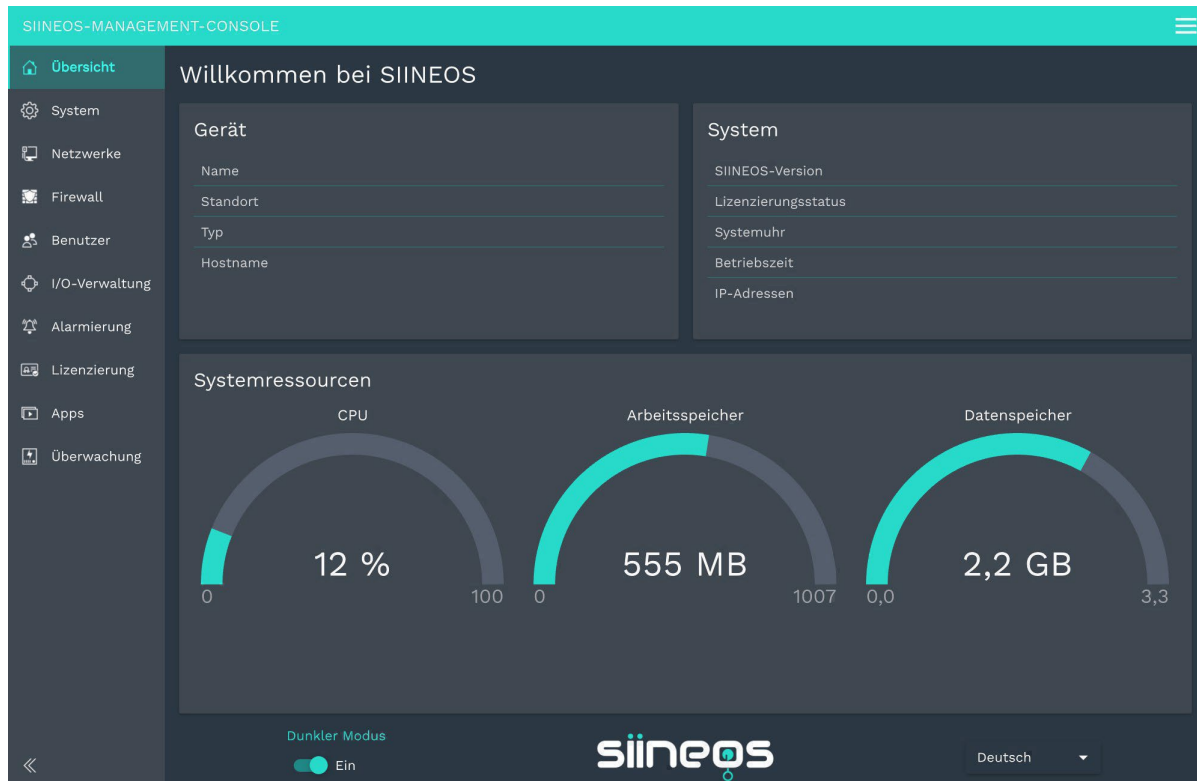 SIINEOS-MANAGEMENT-CONSOLE
Übersicht
System
Netzwerke
Firewall
Benutzer
I/O-Verwaltung
Alarmierung
Lizenzierung
Apps
Überwachung
Willkommen bei SIINEOS
Gerät
Name
Standort
Typ
Hostname
System
SIINEOS-Version
Lizenzierungsstatus
Systemuhr
Betriebszeit
IP-Adressen
Systemressourcen
CPU
12 %
0 100
Arbeitsspeicher
555 MB
0 1007
Datenspeicher
2,2 GB
0,0 3,3
Dunkler Modus
Ein
siineos
Deutsch